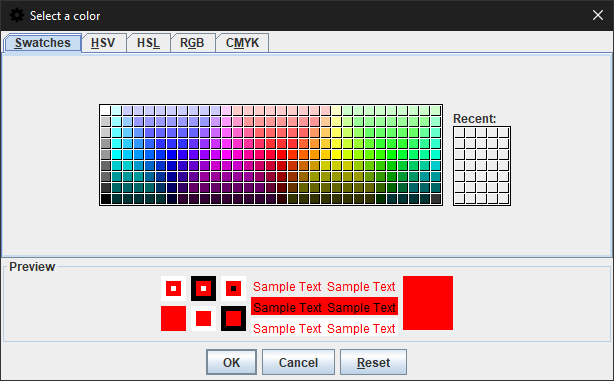 Select a color
Swatches HSV HSL RGB CMYK
Recent:
Preview
Sample Text Sample Text
Sample Text Sample Text
Sample Text Sample Text
OK Cancel Reset